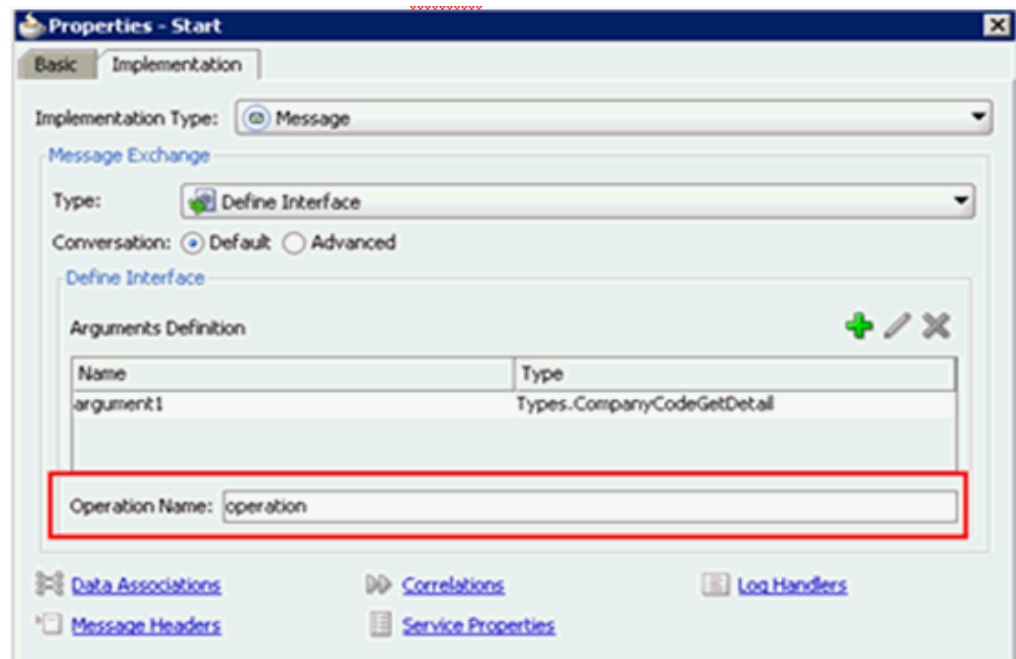 Properties - Start
Basic Implementation
Implementation Type: Message
Message Exchange
Type: Define Interface
Conversation: Default Advanced
Define Interface
Arguments Definition
Name Type
argument1 Types.CompanyCodeGetDetail
Operation Name: operation
Data Associations Correlations Log Handlers
Message Headers Service Properties